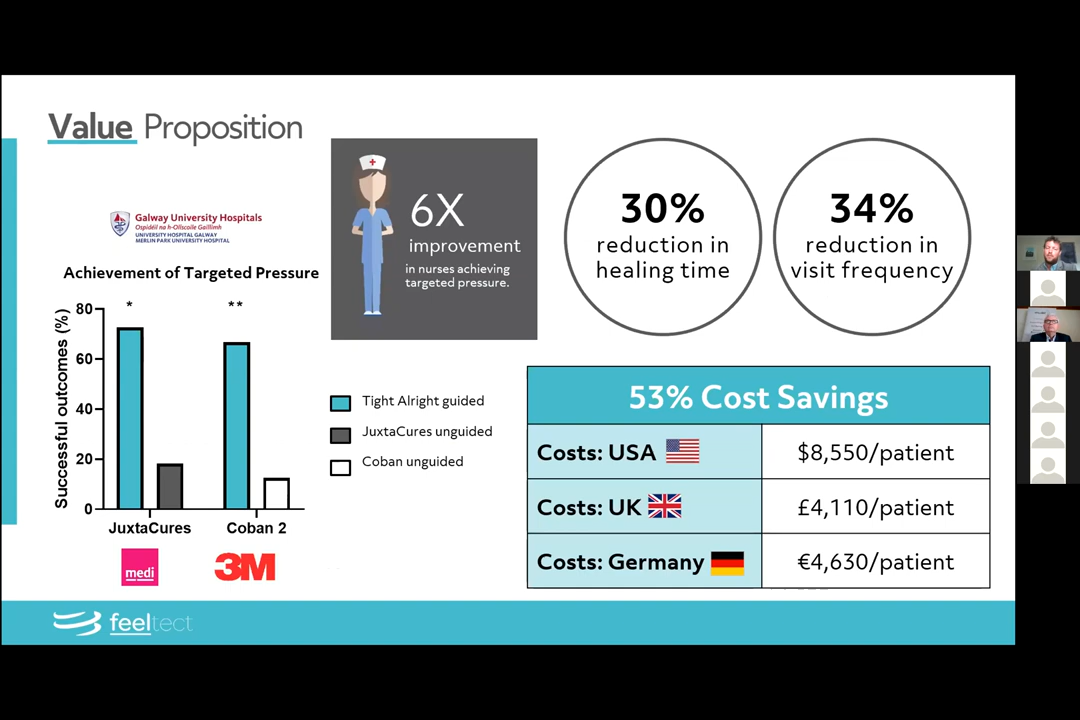 Value Proposition
Galway University Hospitals
Ospidéil na h-Ollscoile Gaillimh
UNIVERSITY HOSPITAL GALWAY
MERLIN PARK UNIVERSITY HOSPITAL
Achievement of Targeted Pressure
Successful outcomes (%)
80
60
40
20
0
*
**
JuxtaCures
Coban 2
medi
3M
6X
improvement
in nurses achieving
targeted pressure.
Tight Alright guided
JuxtaCures unguided
Coban unguided
30%
reduction in
healing time
34%
reduction in
visit frequency
53% Cost Savings
Costs: USA
$8,550/patient
Costs: UK
£4,110/patient
Costs: Germany
€4,630/patient
feeltect